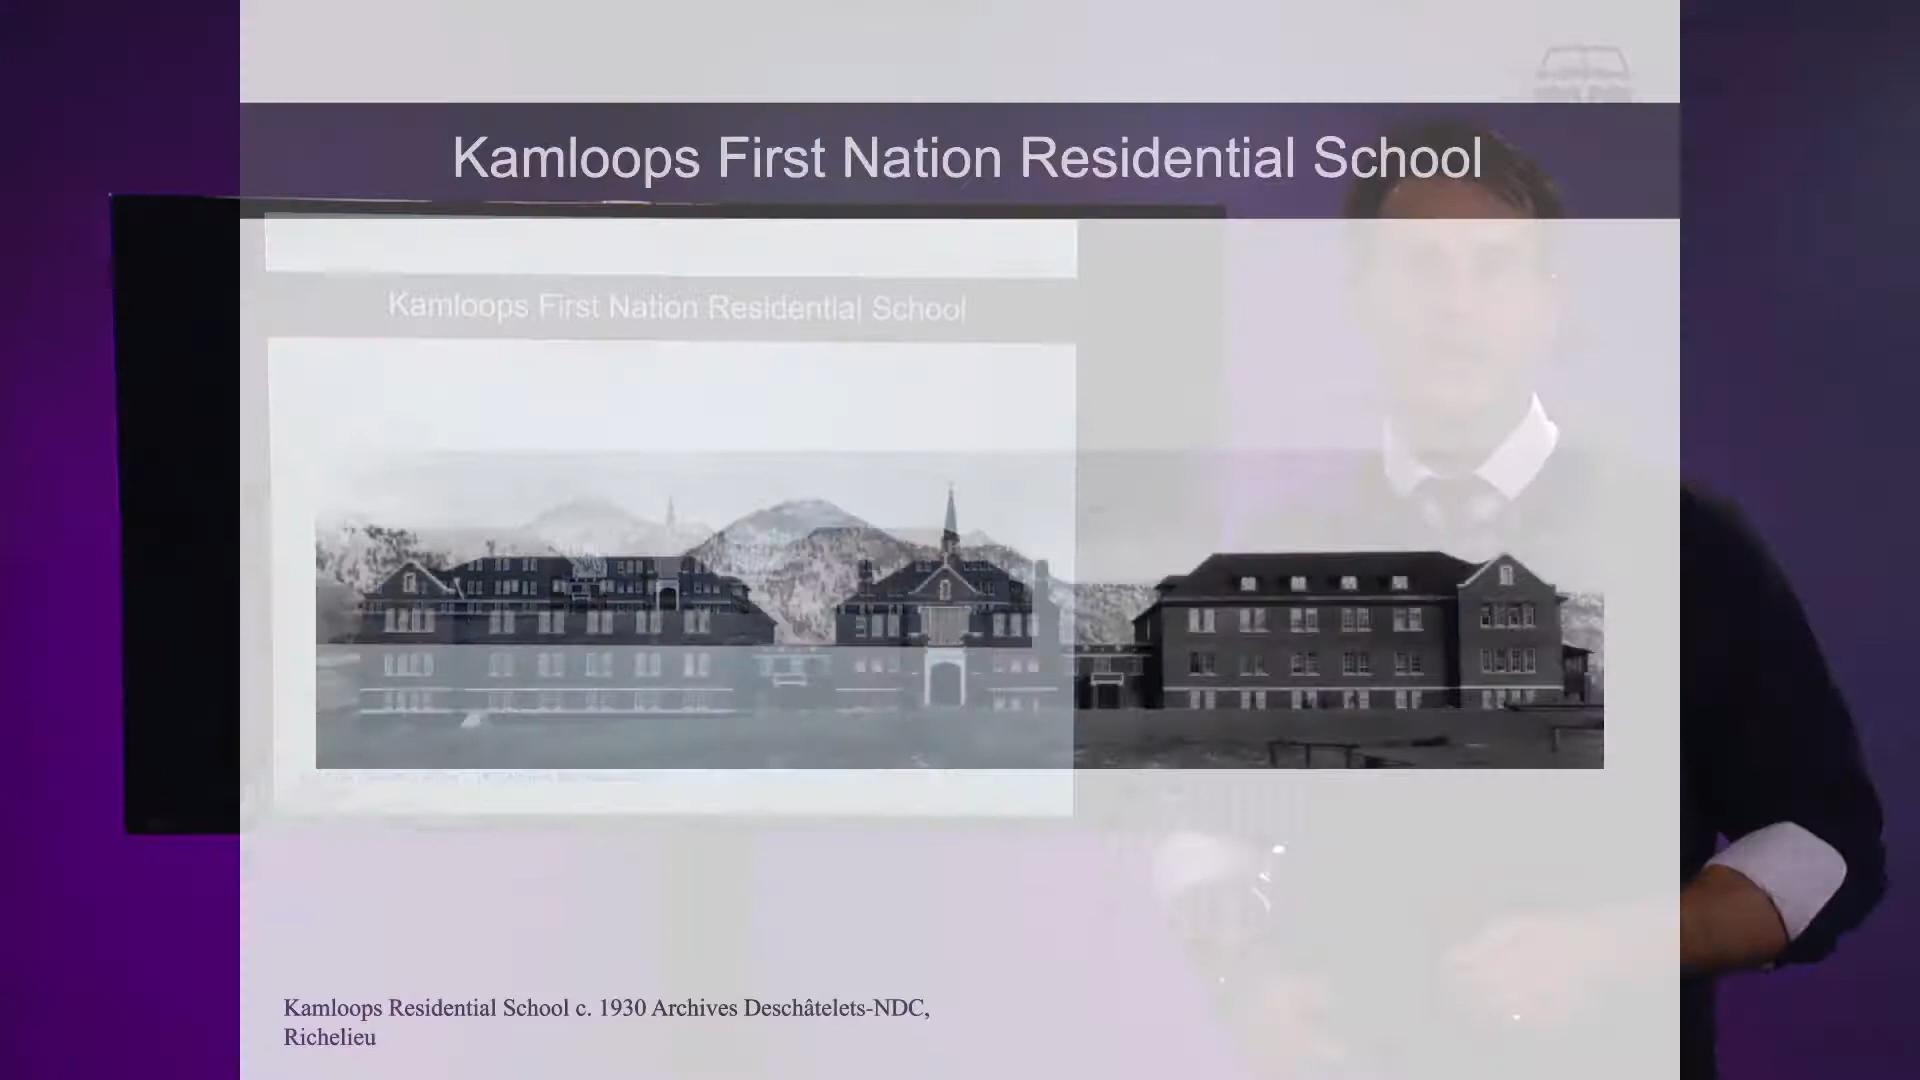 Kamloops First Nation Residential School
Kamloops First Nation Residential School
Kamloops Residential School c. 1930 Archives Deschâtelets-NDC,
Richelieu